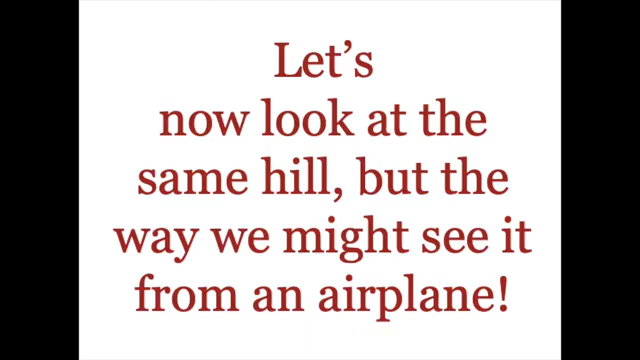 Let’s
now look at the
same hill, but the
way we might see it
from an airplane!